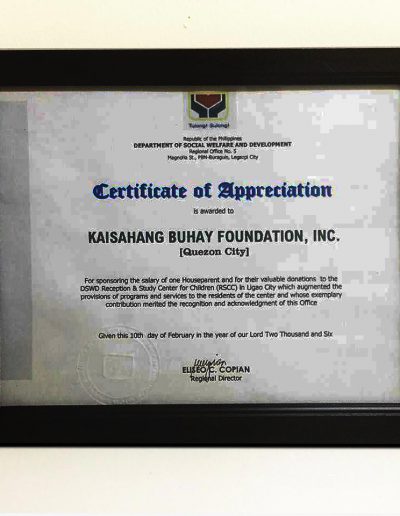 Tulong! Sulong!
Republic of the Philippines
DEPARTMENT OF SOCIAL WELFARE AND DEVELOPMENT
Regional Office No. 5
Magnolia St., PBN-Buraguis, Legazpi City
Certificate of Appreciation
is awarded to
KAISAHANG BUHAY FOUNDATION, INC.
[Quezon City]
For sponsoring the salary of one Houseparent and for their valuable donations to the
DSWD Reception & Study Center for Children (RSCC) in Ligao City which augmented the
provisions of programs and services to the residents of the center and whose exemplary
contribution merited the recognition and acknowledgment of this Office
Given this 10th day of February in the year of our Lord Two Thousand and Six
ELISEO C. COPIAN
Regional Director